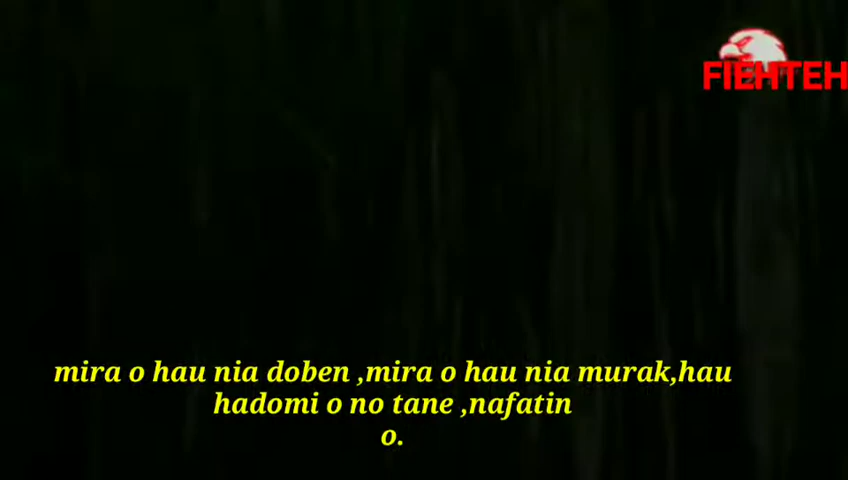 FIEHTEH
mira o hau nia doben ,mira o hau nia murak,hau
hadomi o no tane ,nafatin
o.